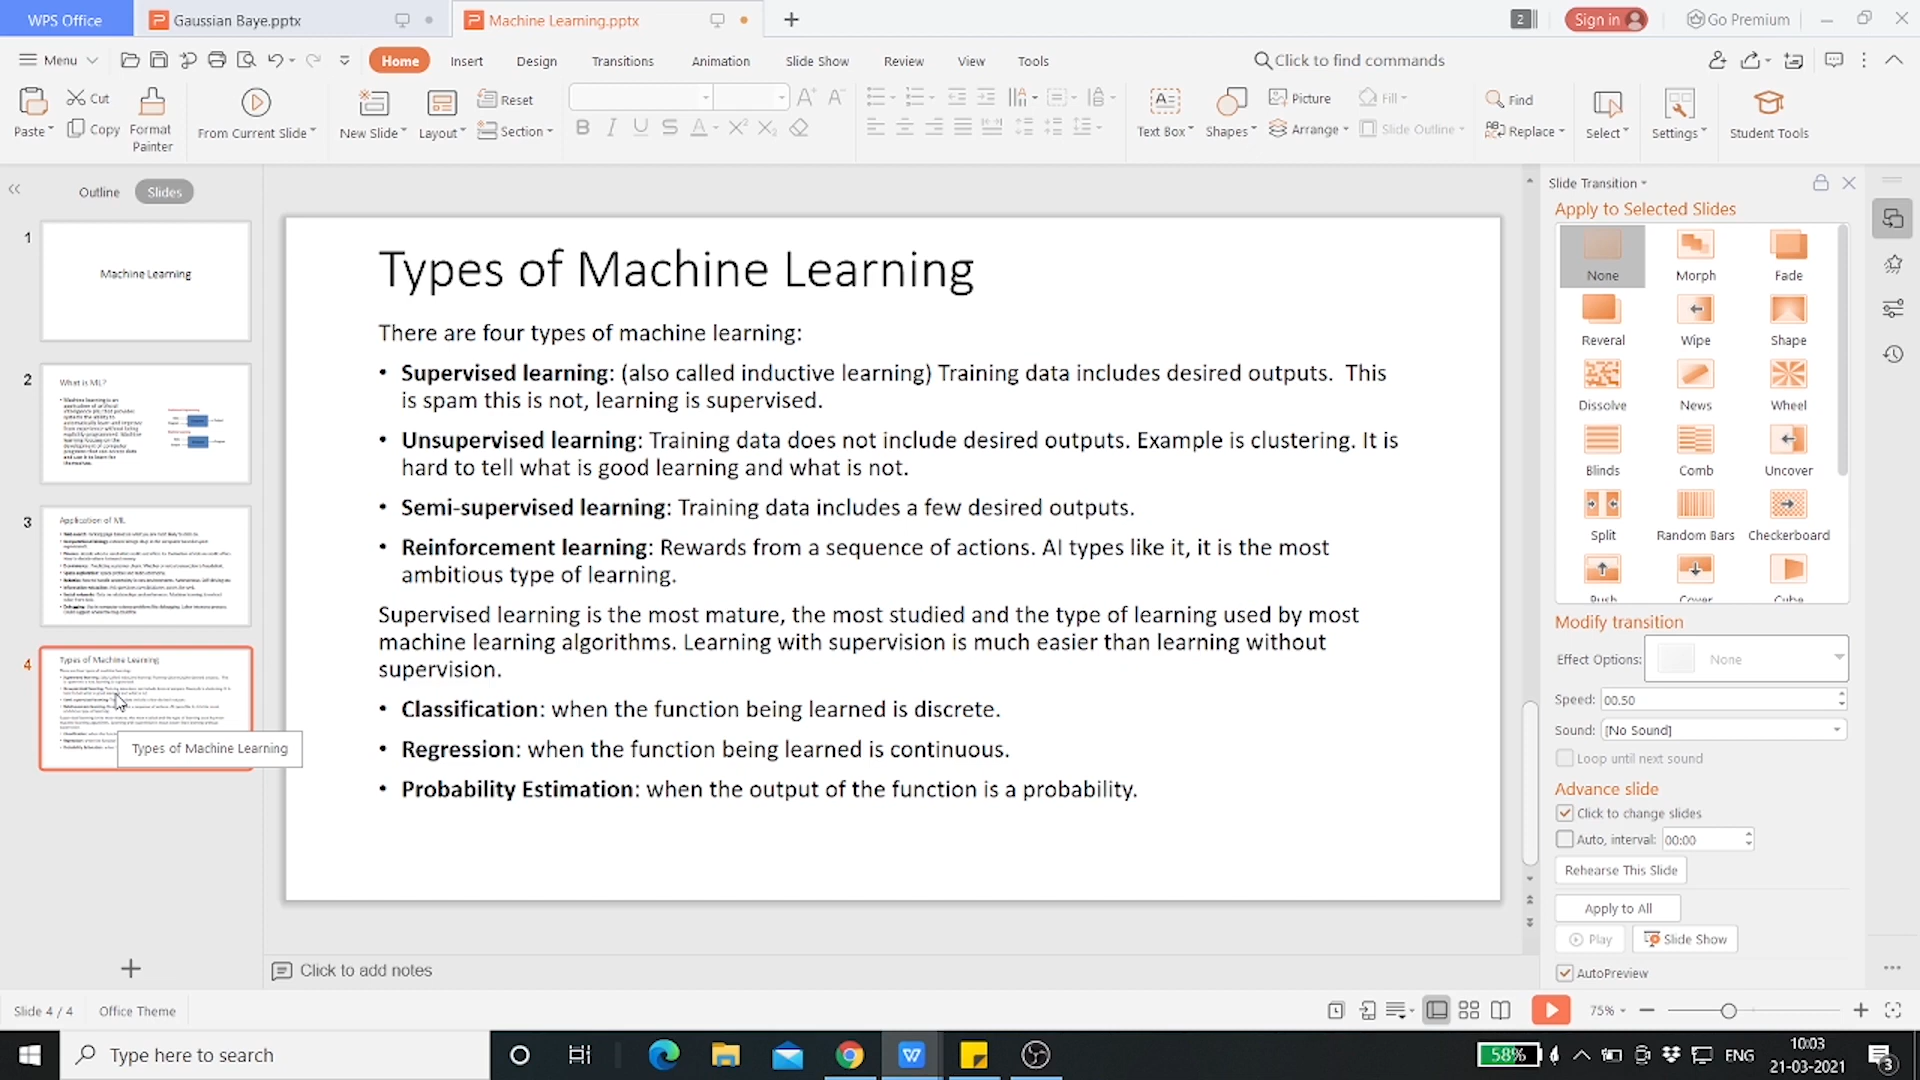 WPS Office
Gaussian Baye.pptx
Machine Learning.pptx
2
Sign in
Go Premium
Menu
Home
Insert
Design
Transitions
Animation
Slide Show
Review
View
Tools
Click to find commands
Paste
Cut
Copy
Format Painter
From Current Slide
New Slide
Layout
Reset
Section
Text Box
Shapes
Picture
Arrange
Fill
Slide Outline
Find
Replace
Select
Settings
Student Tools
Outline
Slides
1
Machine Learning
2
What is ML?
3
Application of ML
4
Types of Machine Learning
Types of Machine Learning
Types of Machine Learning
There are four types of machine learning:
• Supervised learning: (also called inductive learning) Training data includes desired outputs. This
is spam this is not, learning is supervised.
• Unsupervised learning: Training data does not include desired outputs. Example is clustering. It is
hard to tell what is good learning and what is not.
• Semi-supervised learning: Training data includes a few desired outputs.
• Reinforcement learning: Rewards from a sequence of actions. AI types like it, it is the most
ambitious type of learning.
Supervised learning is the most mature, the most studied and the type of learning used by most
machine learning algorithms. Learning with supervision is much easier than learning without
supervision.
• Classification: when the function being learned is discrete.
• Regression: when the function being learned is continuous.
• Probability Estimation: when the output of the function is a probability.
Click to add notes
Slide Transition
Apply to Selected Slides
None
Morph
Fade
Reveral
Wipe
Shape
Dissolve
News
Wheel
Blinds
Comb
Uncover
Split
Random Bars
Checkerboard
Push
Cover
Cube
Modify transition
Effect Options:
None
Speed:
00.50
Sound:
[No Sound]
Loop until next sound
Advance slide
Click to change slides
Auto, interval:
00:00
Rehearse This Slide
Apply to All
Play
Slide Show
AutoPreview
Slide 4 / 4
Office Theme
75%
Type here to search
58%
ENG
10:03
21-03-2021
3